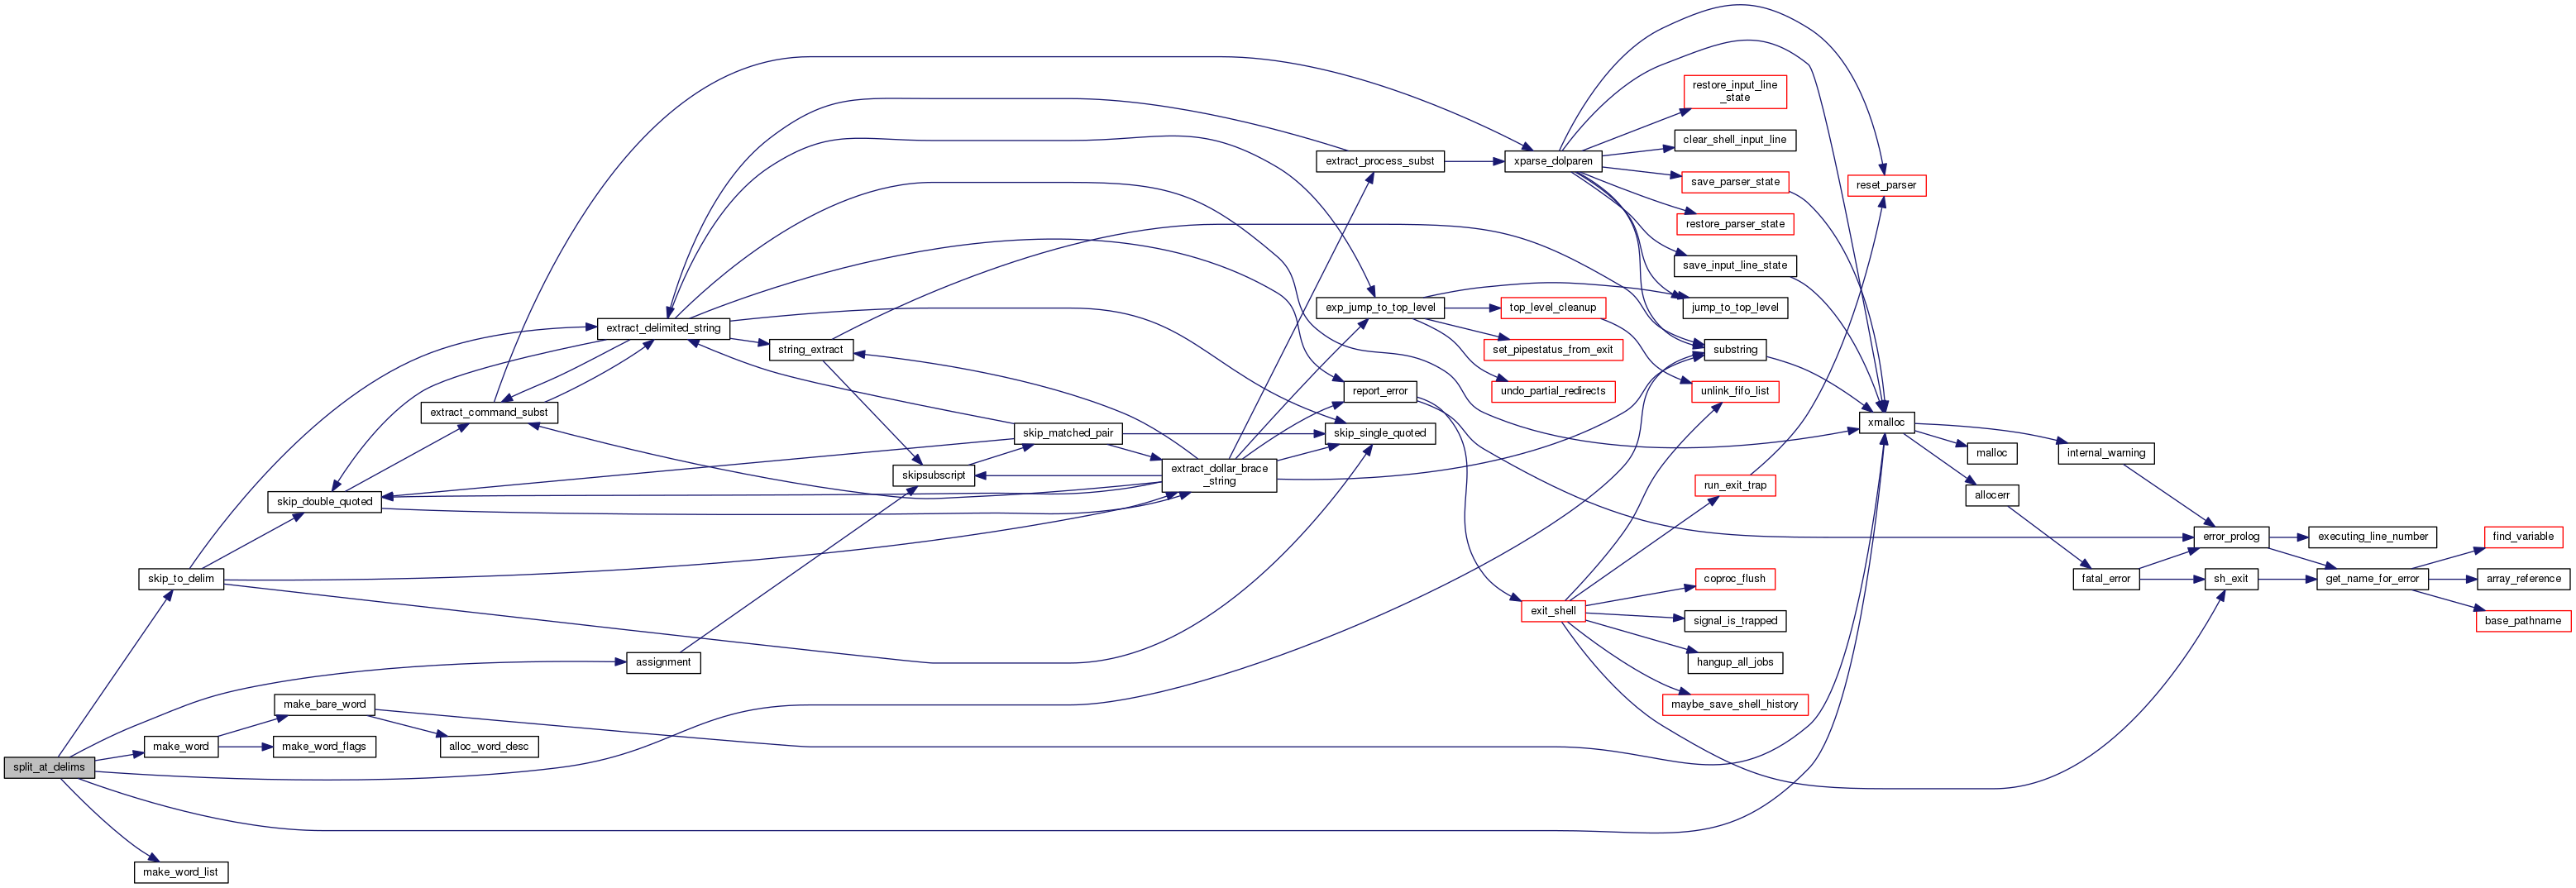 restore_input_line
_state
clear_shell_input_line
extract_process_subst
xparse_dolparen
save_parser_state
reset_parser
restore_parser_state
save_input_line_state
exp_jump_to_top_level
top_level_cleanup
jump_to_top_level
extract_delimited_string
string_extract
set_pipestatus_from_exit
substring
report_error
undo_partial_redirects
unlink_fifo_list
extract_command_subst
skip_matched_pair
skip_single_quoted
xmalloc
malloc
internal_warning
skipsubscript
extract_dollar_brace
_string
run_exit_trap
allocerr
skip_double_quoted
error_prolog
executing_line_number
find_variable
skip_to_delim
coproc_flush
fatal_error
sh_exit
get_name_for_error
array_reference
exit_shell
signal_is_trapped
base_pathname
assignment
hangup_all_jobs
make_bare_word
maybe_save_shell_history
make_word
make_word_flags
alloc_word_desc
split_at_delims
make_word_list